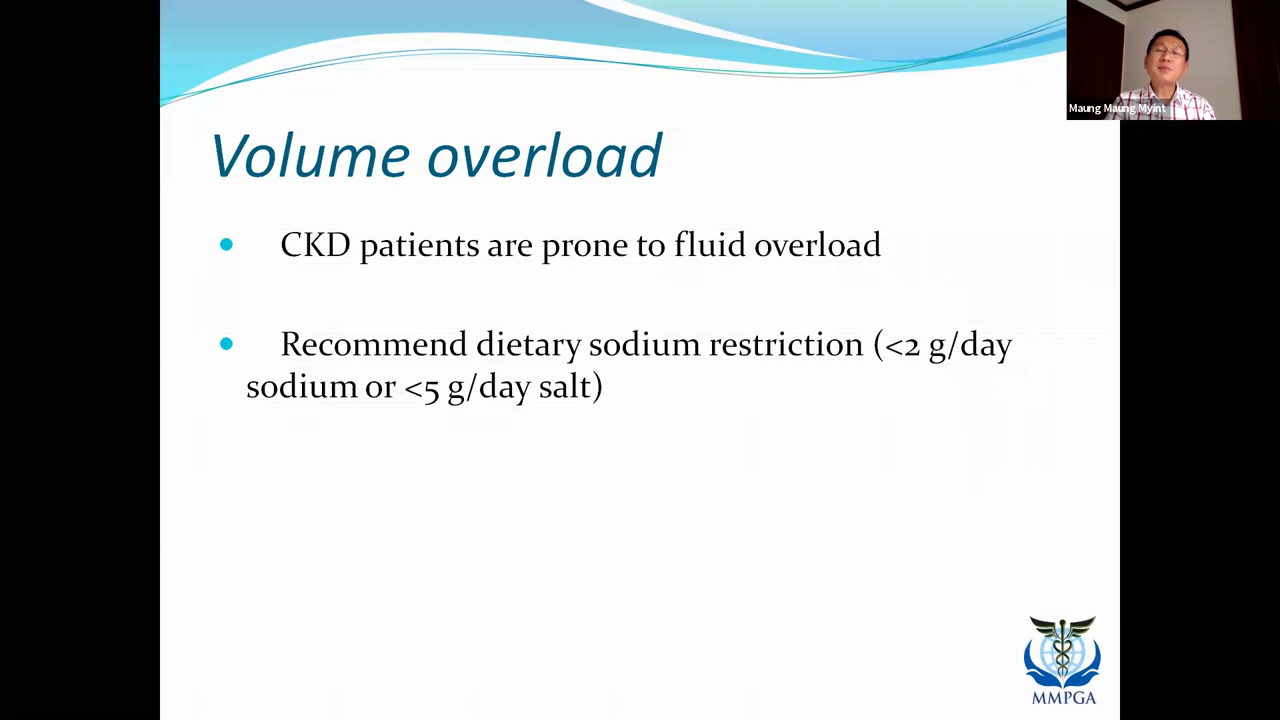 Maung Maung Myint
Volume overload
• CKD patients are prone to fluid overload
• Recommend dietary sodium restriction (<2 g/day
sodium or <5 g/day salt)
MMPGA